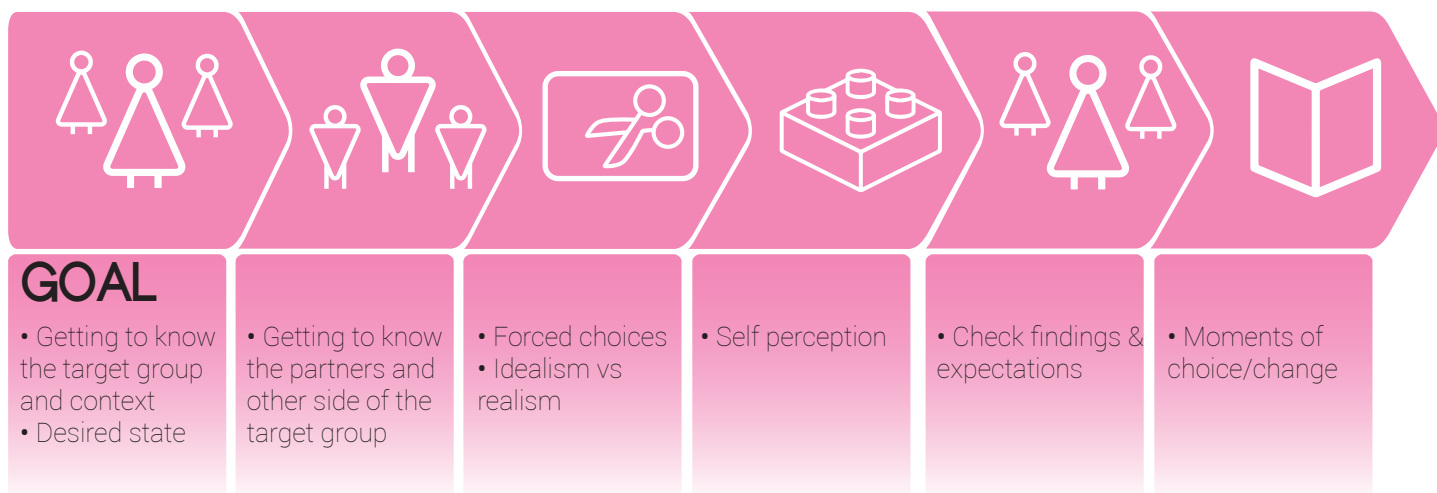 GOAL
• Getting to know
the target group
and context
• Desired state
• Getting to know
the partners and
other side of the
target group
• Forced choices
• Idealism vs
realism
• Self perception
• Check findings &
expectations
• Moments of
choice/change